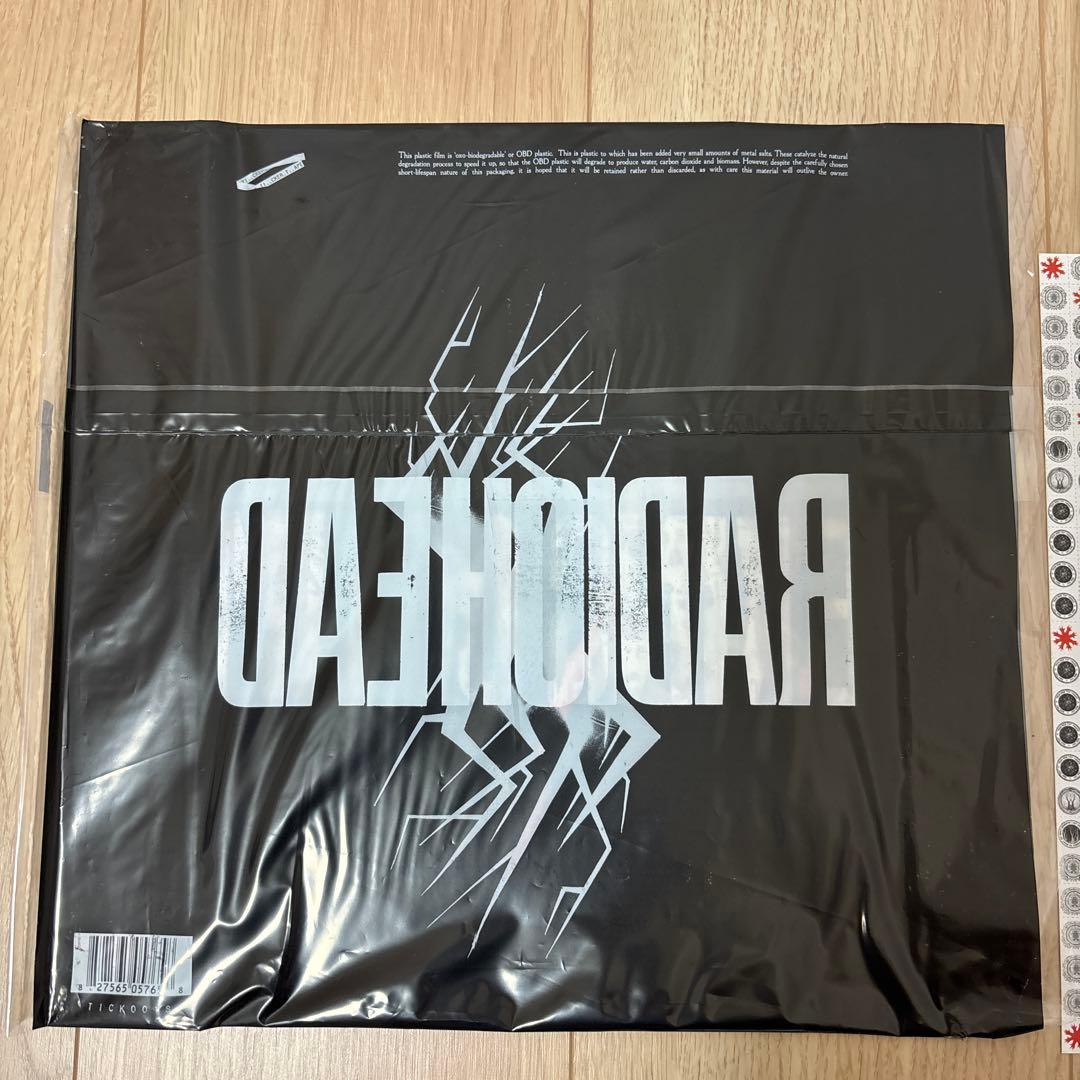 This plastic film is 'oxo-biodegradable' or OBD plastic. This is plastic to which has been added very small amounts of metal salts. These catalyze the natural
degradation process to speed it up, so that the OBD plastic will degrade to produce water, carbon dioxide and biomass. However, despite the carefully chosen
short-lifespan nature of this packaging, it is hoped that it will be retained rather than discarded, as with care this material will outlive the owner.
RADIOHEAD